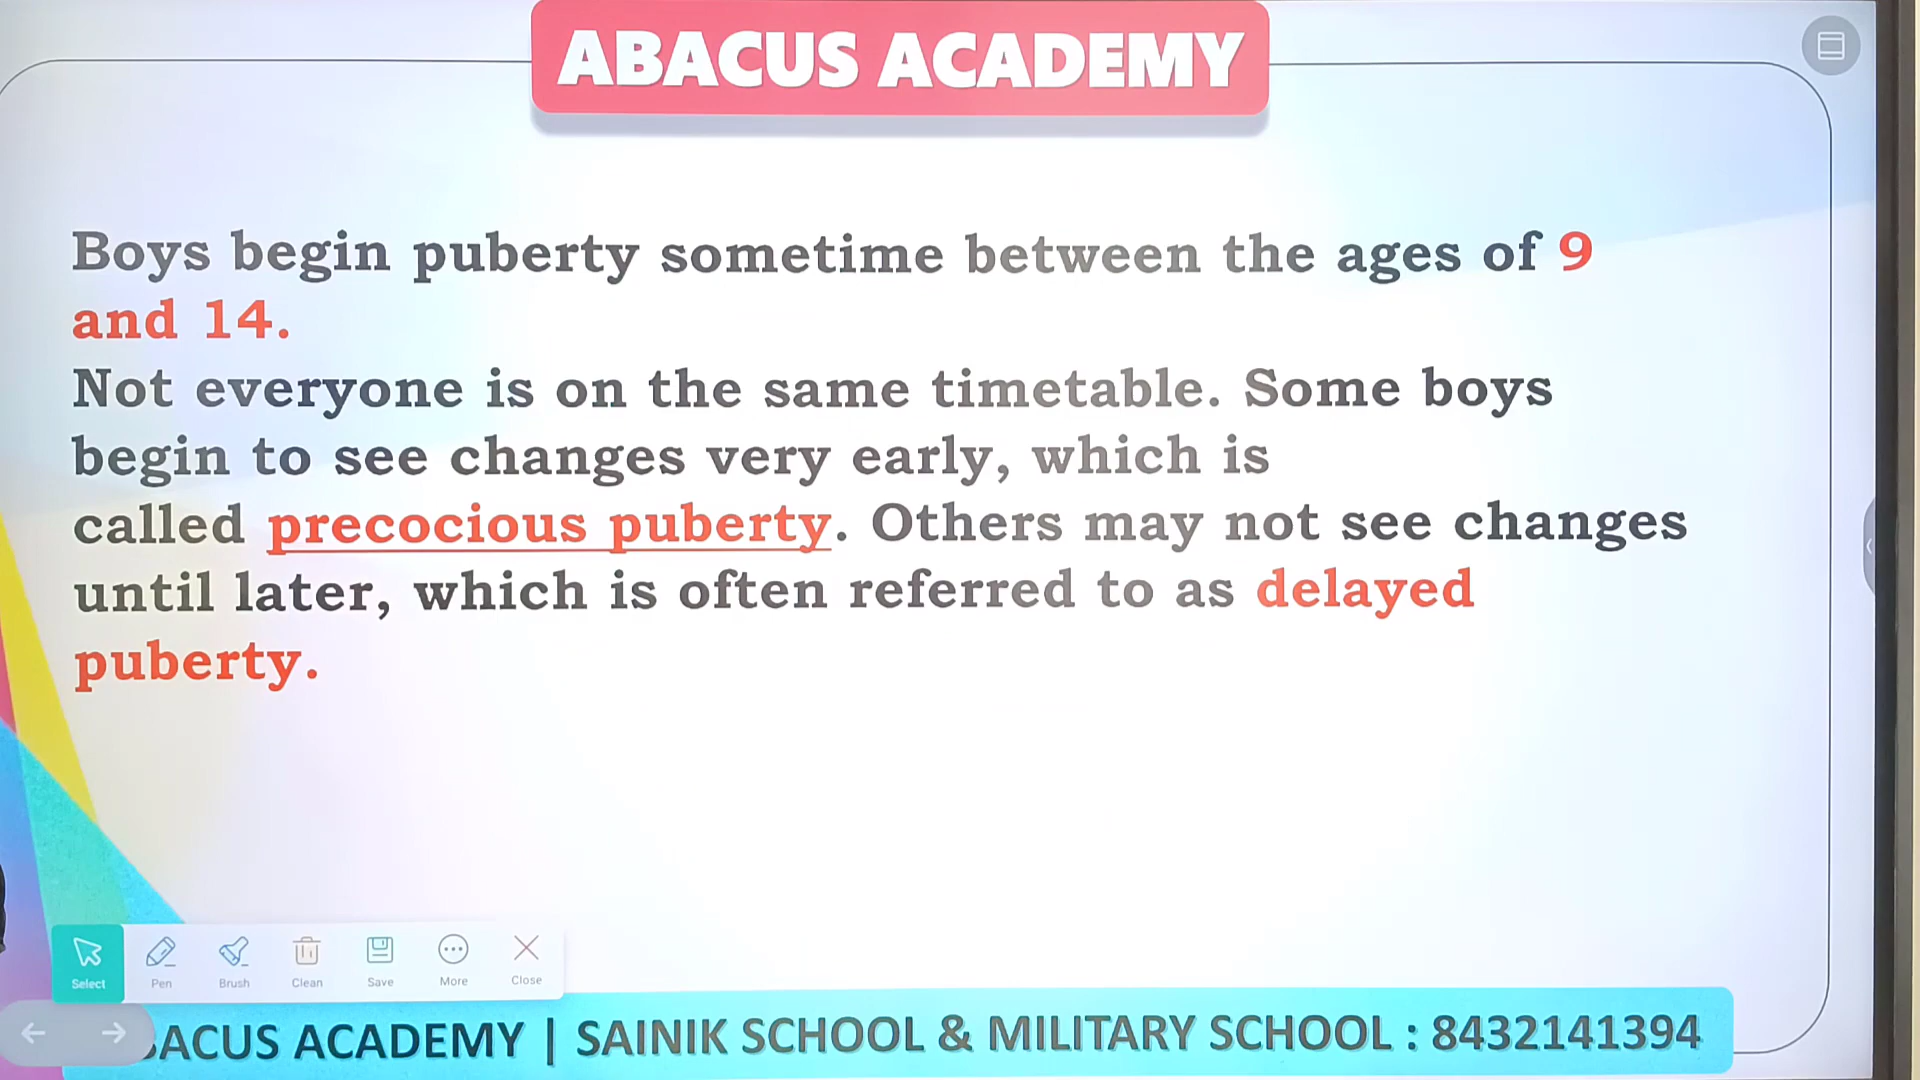 ABACUS ACADEMY
Boys begin puberty sometime between the ages of 9
and 14.
Not everyone is on the same timetable. Some boys
begin to see changes very early, which is
called precocious puberty. Others may not see changes
until later, which is often referred to as delayed
puberty.
Select Pen Brush Clean Save More Close
ACUS ACADEMY | SAINIK SCHOOL & MILITARY SCHOOL : 8432141394